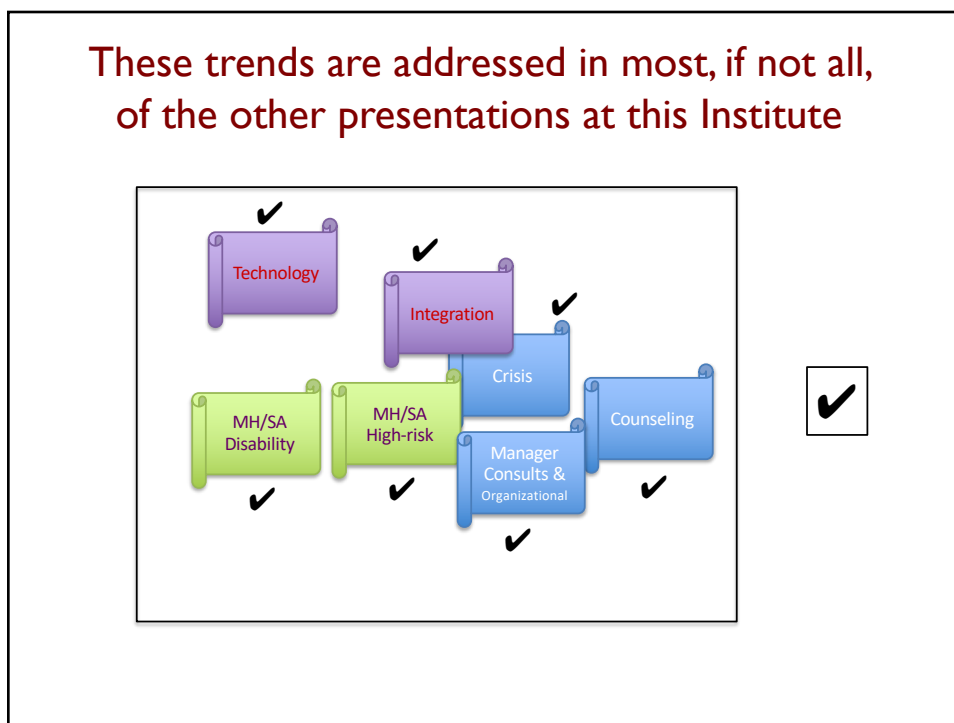 These trends are addressed in most, if not all,
of the other presentations at this Institute
✔
Technology
✔
Integration
✔
Crisis
MH/SA
Disability
✔
MH/SA
High-risk
✔
Manager
Consults &
Organizational
✔
Counseling
✔
✔